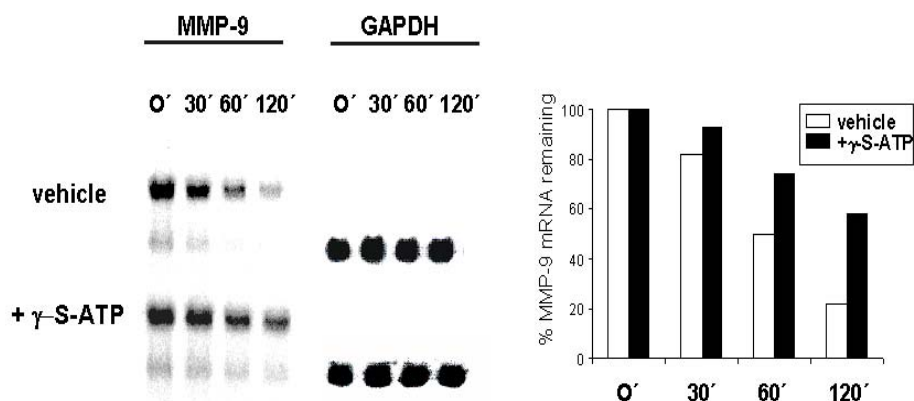 MMP-9 GAPDH
O´ 30´ 60´ 120´ O´ 30´ 60´ 120´
vehicle
+ γ-S-ATP
% MMP-9 mRNA remaining
100
80
60
40
20
0
O´ 30´ 60´ 120´
vehicle
+γ-S-ATP